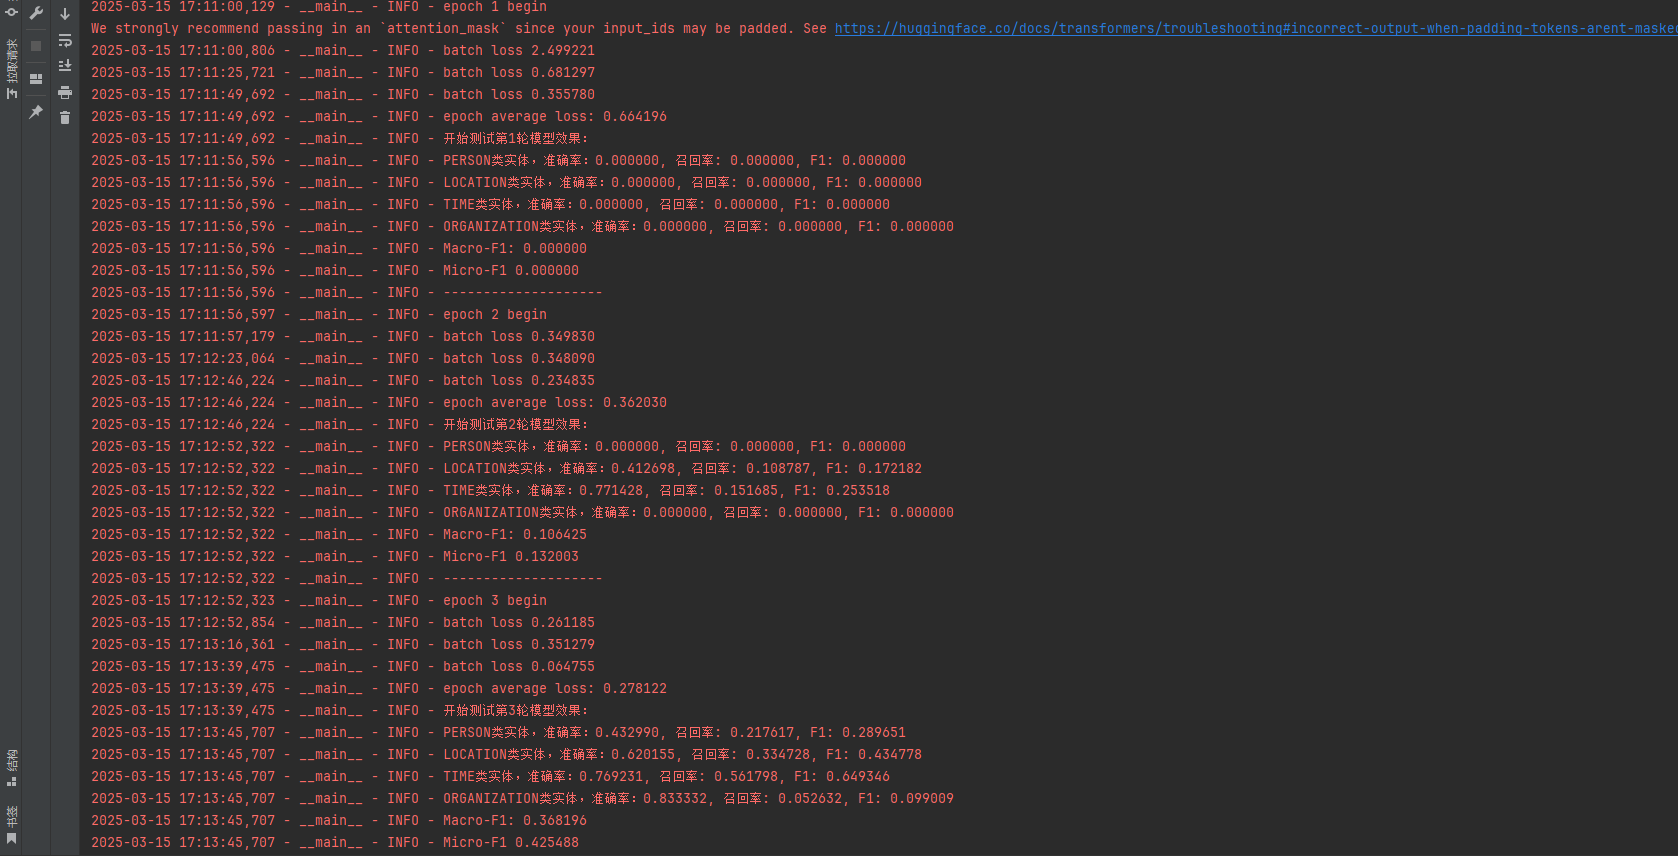 2025-03-15 17:11:00,129 - __main__ - INFO - epoch 1 begin
We strongly recommend passing in an `attention_mask` since your input_ids may be padded. See https://huggingface.co/docs/transformers/troubleshooting#incorrect-output-when-padding-tokens-arent-masked
2025-03-15 17:11:00,806 - __main__ - INFO - batch loss 2.499221
2025-03-15 17:11:25,721 - __main__ - INFO - batch loss 0.681297
2025-03-15 17:11:49,692 - __main__ - INFO - batch loss 0.355780
2025-03-15 17:11:49,692 - __main__ - INFO - epoch average loss: 0.664196
2025-03-15 17:11:49,692 - __main__ - INFO - 开始测试第1轮模型效果:
2025-03-15 17:11:56,596 - __main__ - INFO - PERSON类实体，准确率：0.000000, 召回率: 0.000000, F1: 0.000000
2025-03-15 17:11:56,596 - __main__ - INFO - LOCATION类实体，准确率：0.000000, 召回率: 0.000000, F1: 0.000000
2025-03-15 17:11:56,596 - __main__ - INFO - TIME类实体，准确率：0.000000, 召回率: 0.000000, F1: 0.000000
2025-03-15 17:11:56,596 - __main__ - INFO - ORGANIZATION类实体，准确率：0.000000, 召回率: 0.000000, F1: 0.000000
2025-03-15 17:11:56,596 - __main__ - INFO - Macro-F1: 0.000000
2025-03-15 17:11:56,596 - __main__ - INFO - Micro-F1 0.000000
2025-03-15 17:11:56,596 - __main__ - INFO - --------------------
2025-03-15 17:11:56,597 - __main__ - INFO - epoch 2 begin
2025-03-15 17:11:57,179 - __main__ - INFO - batch loss 0.349830
2025-03-15 17:12:23,064 - __main__ - INFO - batch loss 0.348090
2025-03-15 17:12:46,224 - __main__ - INFO - batch loss 0.234835
2025-03-15 17:12:46,224 - __main__ - INFO - epoch average loss: 0.362030
2025-03-15 17:12:46,224 - __main__ - INFO - 开始测试第2轮模型效果:
2025-03-15 17:12:52,322 - __main__ - INFO - PERSON类实体，准确率：0.000000, 召回率: 0.000000, F1: 0.000000
2025-03-15 17:12:52,322 - __main__ - INFO - LOCATION类实体，准确率：0.412698, 召回率: 0.108787, F1: 0.172182
2025-03-15 17:12:52,322 - __main__ - INFO - TIME类实体，准确率：0.771428, 召回率: 0.151685, F1: 0.253518
2025-03-15 17:12:52,322 - __main__ - INFO - ORGANIZATION类实体，准确率：0.000000, 召回率: 0.000000, F1: 0.000000
2025-03-15 17:12:52,322 - __main__ - INFO - Macro-F1: 0.106425
2025-03-15 17:12:52,322 - __main__ - INFO - Micro-F1 0.132003
2025-03-15 17:12:52,322 - __main__ - INFO - --------------------
2025-03-15 17:12:52,323 - __main__ - INFO - epoch 3 begin
2025-03-15 17:12:52,854 - __main__ - INFO - batch loss 0.261185
2025-03-15 17:13:16,361 - __main__ - INFO - batch loss 0.351279
2025-03-15 17:13:39,475 - __main__ - INFO - batch loss 0.064755
2025-03-15 17:13:39,475 - __main__ - INFO - epoch average loss: 0.278122
2025-03-15 17:13:39,475 - __main__ - INFO - 开始测试第3轮模型效果:
2025-03-15 17:13:45,707 - __main__ - INFO - PERSON类实体，准确率：0.432990, 召回率: 0.217617, F1: 0.289651
2025-03-15 17:13:45,707 - __main__ - INFO - LOCATION类实体，准确率：0.620155, 召回率: 0.334728, F1: 0.434778
2025-03-15 17:13:45,707 - __main__ - INFO - TIME类实体，准确率：0.769231, 召回率: 0.561798, F1: 0.649346
2025-03-15 17:13:45,707 - __main__ - INFO - ORGANIZATION类实体，准确率：0.833332, 召回率: 0.052632, F1: 0.099009
2025-03-15 17:13:45,707 - __main__ - INFO - Macro-F1: 0.368196
2025-03-15 17:13:45,707 - __main__ - INFO - Micro-F1 0.425488
拉取请求
结构
书签